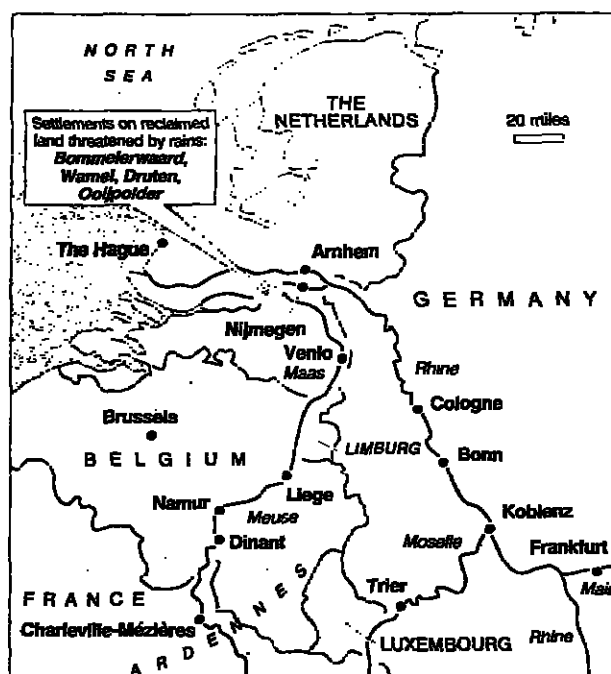 NORTH
SEA
THE
NETHERLANDS
20 miles
Settlements on reclaimed
land threatened by rains:
Bommelerwaard,
Wamel, Druten,
Ooijpolder
The Hague
Arnhem
GERMANY
Nijmegen
Venlo
Maas
Rhine
Cologne
Brussels
BELGIUM
LIMBURG
Bonn
Liege
Namur
Meuse
Koblenz
Dinant
Moselle
Frankfurt
Main
Trier
FRANCE
Charleville-Mézières
ARDENNES
LUXEMBOURG
Rhine